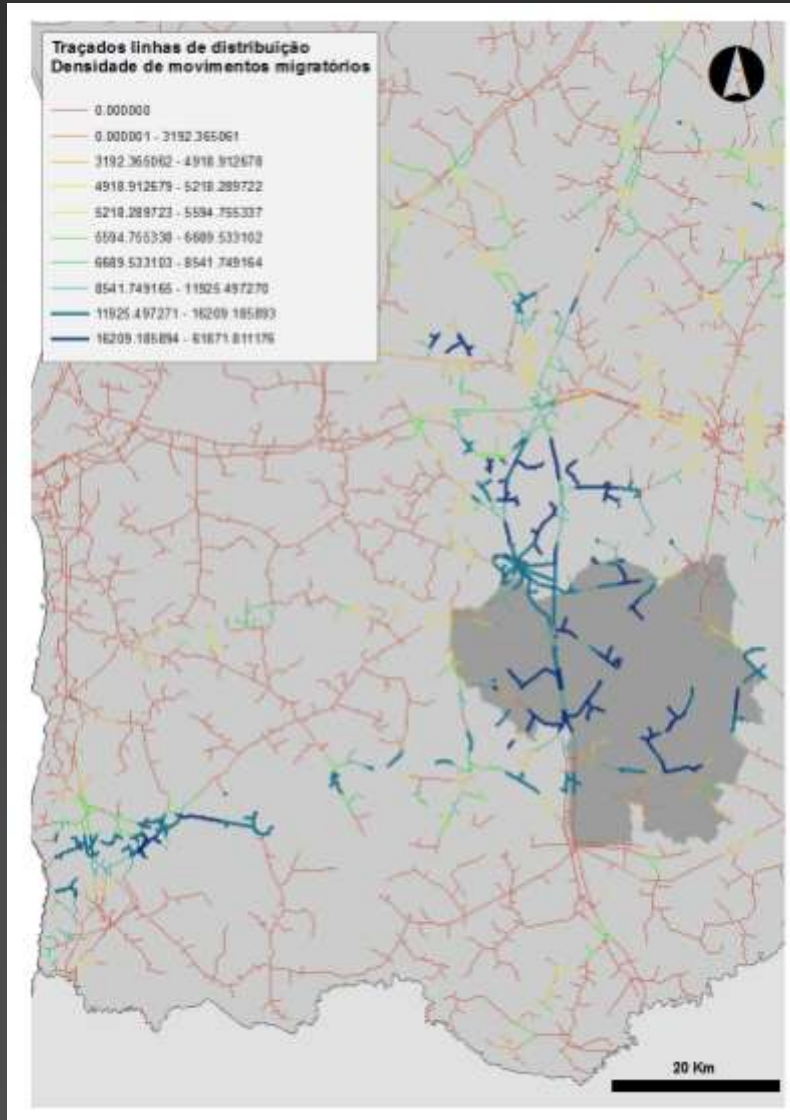 Traçados linhas de distribuição
Densidade de movimentos migratórios
0.000000
0.000001 - 3192.365061
3192.365062 - 4918.912678
4918.912679 - 5218.289722
5218.289723 - 5594.755337
5594.755338 - 6689.533102
6689.533103 - 8541.749164
8541.749165 - 11925.497270
11925.497271 - 16209.185893
16209.185894 - 61871.811176
20 Km